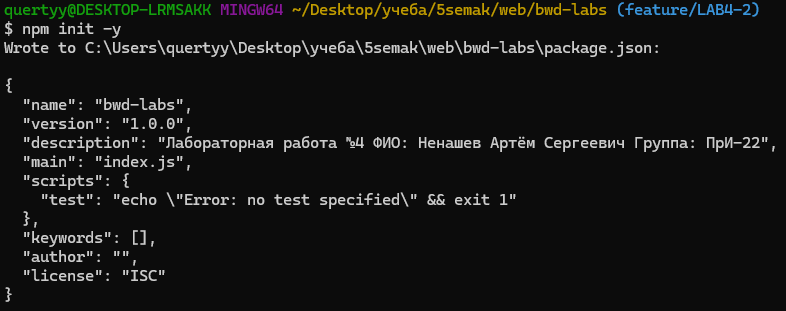 quertyy@DESKTOP-LRMSAKK MINGW64 ~/Desktop/учеба/5semak/web/bwd-labs (feature/LAB4-2)
$ npm init -y
Wrote to C:\Users\quertyy\Desktop\учеба\5semak\web\bwd-labs\package.json:

{
  "name": "bwd-labs",
  "version": "1.0.0",
  "description": "Лабораторная работа №4 ФИО: Ненашев Артём Сергеевич Группа: ПрИ-22",
  "main": "index.js",
  "scripts": {
    "test": "echo \"Error: no test specified\" && exit 1"
  },
  "keywords": [],
  "author": "",
  "license": "ISC"
}